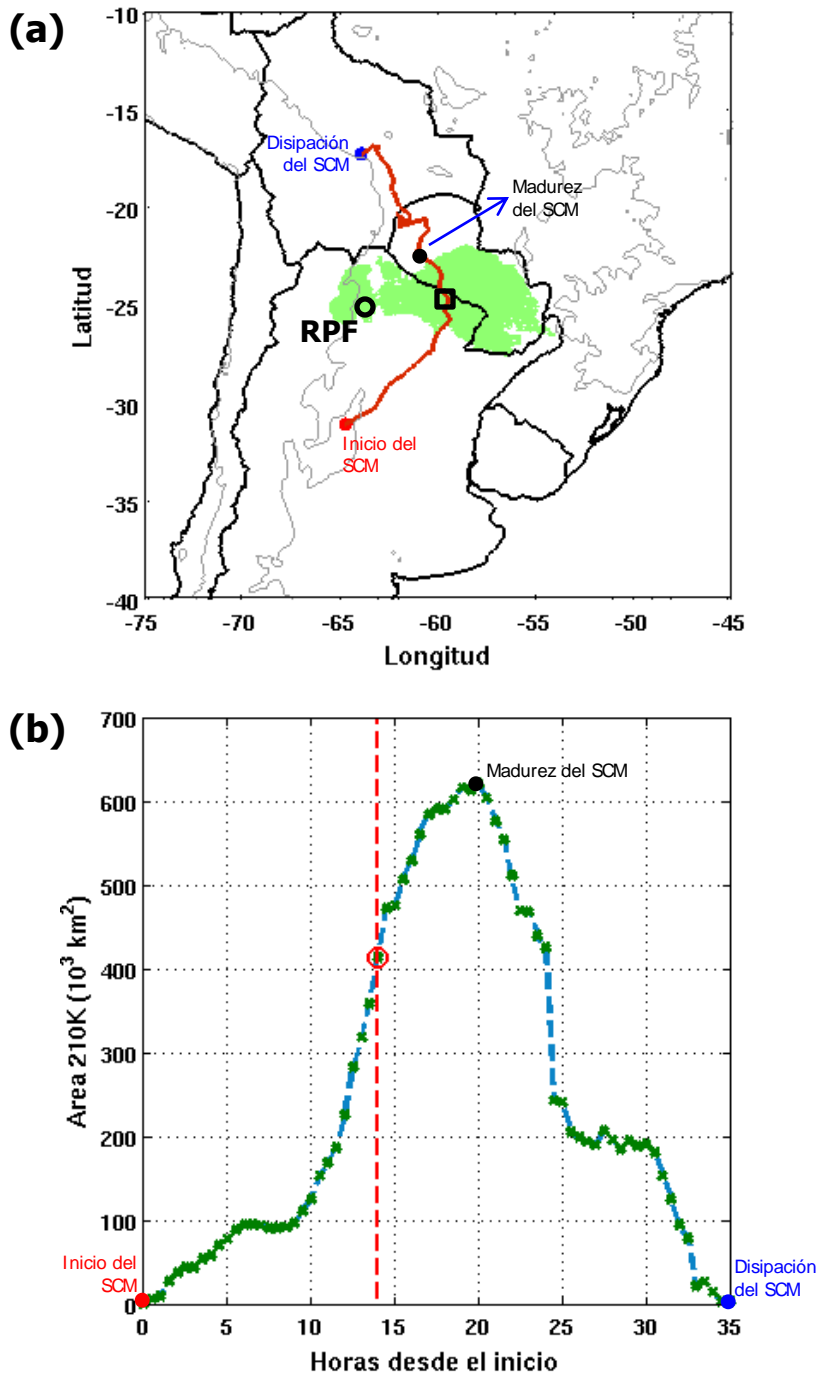 (a)
-10
-15
-20
-25
-30
-35
-40
Latitud
Disipación
del SCM
Madurez
del SCM
RPF
Inicio del
SCM
-75
-70
-65
-60
-55
-50
-45
Longitud
(b)
700
600
500
400
300
200
100
0
Area 210K (10³ km²)
Madurez del SCM
Inicio del
SCM
Disipación
del SCM
0
5
10
15
20
25
30
35
Horas desde el inicio